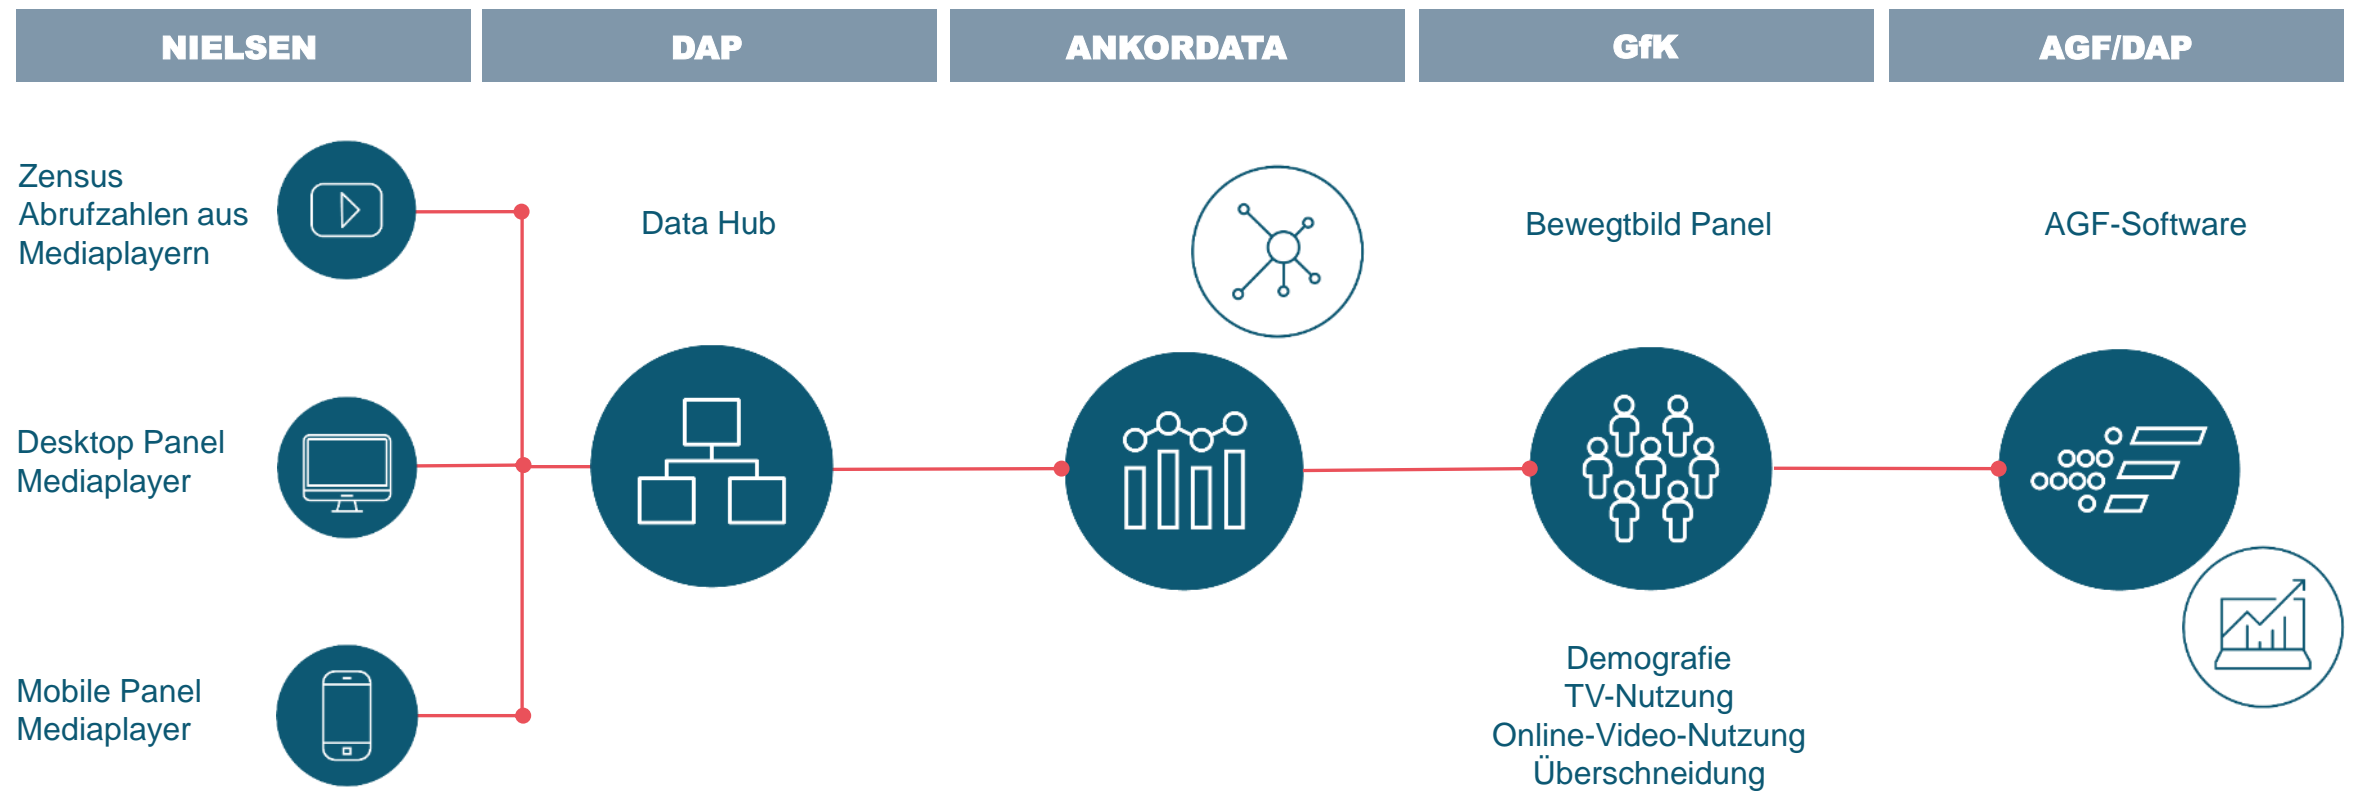 NIELSEN
DAP
ANKORDATA
GfK
AGF/DAP
Zensus
Abrufzahlen aus
Mediaplayern
Data Hub
Bewegtbild Panel
AGF-Software
Desktop Panel
Mediaplayer
Mobile Panel
Mediaplayer
Demografie
TV-Nutzung
Online-Video-Nutzung
Überschneidung